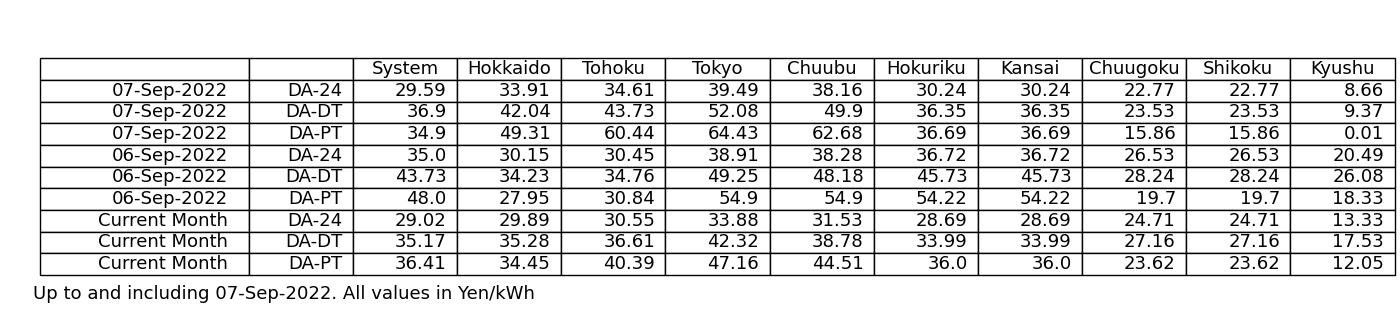 System Hokkaido Tohoku Tokyo Chuubu Hokuriku Kansai Chuugoku Shikoku Kyushu
07-Sep-2022 DA-24 29.59 33.91 34.61 39.49 38.16 30.24 30.24 22.77 22.77 8.66
07-Sep-2022 DA-DT 36.9 42.04 43.73 52.08 49.9 36.35 36.35 23.53 23.53 9.37
07-Sep-2022 DA-PT 34.9 49.31 60.44 64.43 62.68 36.69 36.69 15.86 15.86 0.01
06-Sep-2022 DA-24 35.0 30.15 30.45 38.91 38.28 36.72 36.72 26.53 26.53 20.49
06-Sep-2022 DA-DT 43.73 34.23 34.76 49.25 48.18 45.73 45.73 28.24 28.24 26.08
06-Sep-2022 DA-PT 48.0 27.95 30.84 54.9 54.9 54.22 54.22 19.7 19.7 18.33
Current Month DA-24 29.02 29.89 30.55 33.88 31.53 28.69 28.69 24.71 24.71 13.33
Current Month DA-DT 35.17 35.28 36.61 42.32 38.78 33.99 33.99 27.16 27.16 17.53
Current Month DA-PT 36.41 34.45 40.39 47.16 44.51 36.0 36.0 23.62 23.62 12.05
Up to and including 07-Sep-2022. All values in Yen/kWh